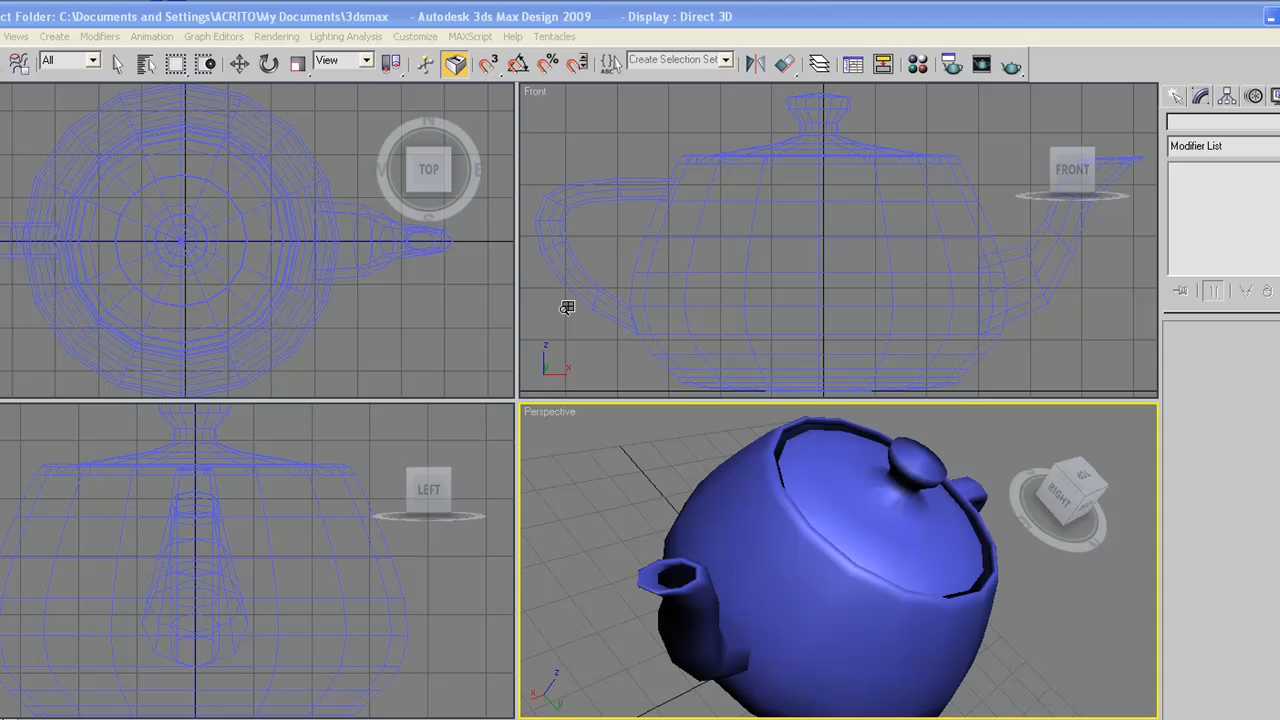 ct Folder: C:\Documents and Settings\ACRITO\My Documents\3dsmax - Autodesk 3ds Max Design 2009 - Display : Direct 3D
Views Create Modifiers Animation Graph Editors Rendering Lighting Analysis Customize MAXScript Help Tentacles
All View 3 % ABC Create Selection Set
Front
N
TOP
S
FRONT
Modifier List
z
y x
Perspective
LEFT
RIGHT
z
x
y